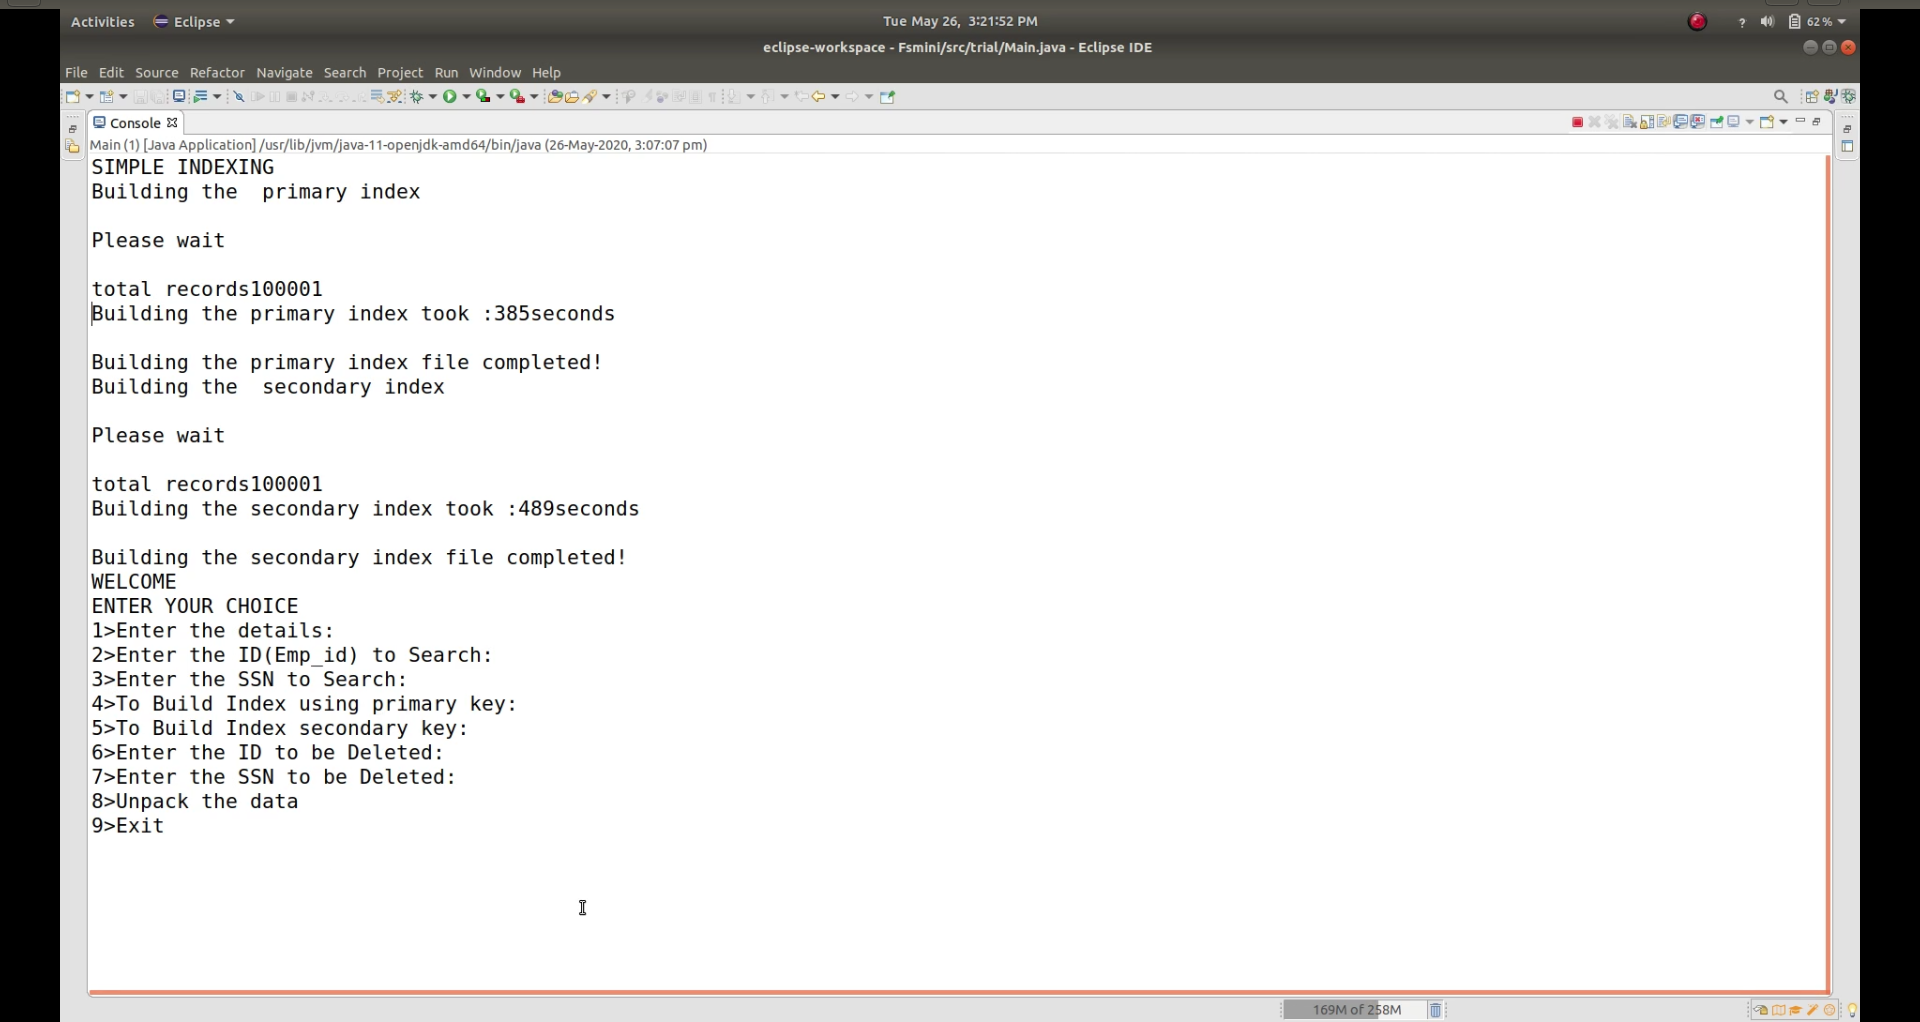 Activities Eclipse Tue May 26, 3:21:52 PM ? 62 %
eclipse-workspace - Fsmini/src/trial/Main.java - Eclipse IDE
File Edit Source Refactor Navigate Search Project Run Window Help
Console
Main (1) [Java Application] /usr/lib/jvm/java-11-openjdk-amd64/bin/java (26-May-2020, 3:07:07 pm)
SIMPLE INDEXING
Building the  primary index
Please wait
total records100001
Building the primary index took :385seconds
Building the primary index file completed!
Building the  secondary index
Please wait
total records100001
Building the secondary index took :489seconds
Building the secondary index file completed!
WELCOME
ENTER YOUR CHOICE
1>Enter the details:
2>Enter the ID(Emp_id) to Search:
3>Enter the SSN to Search:
4>To Build Index using primary key:
5>To Build Index secondary key:
6>Enter the ID to be Deleted:
7>Enter the SSN to be Deleted:
8>Unpack the data
9>Exit
169M of 258M